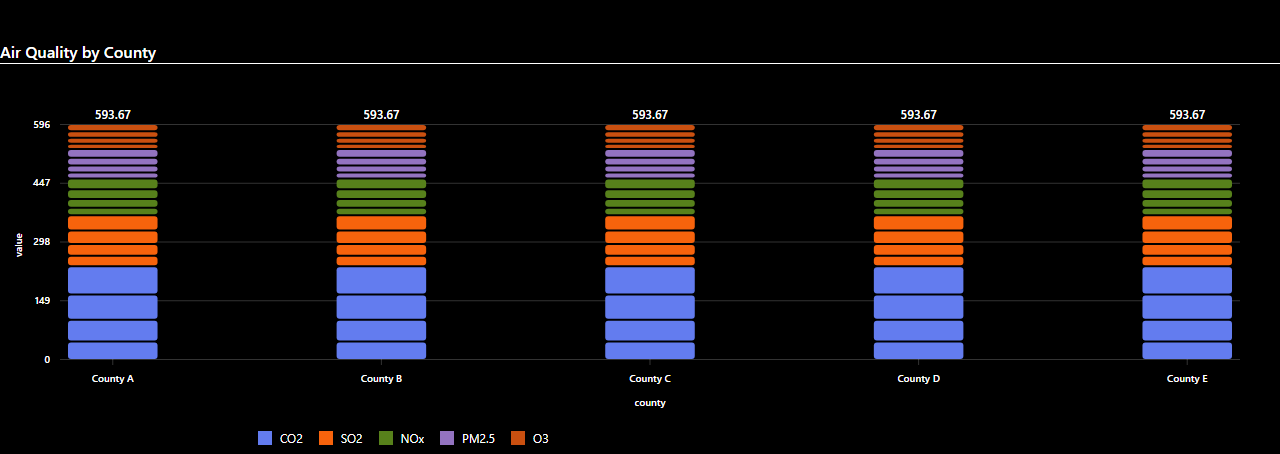 Air Quality by County
593.67 593.67 593.67 593.67 593.67
596
447
298
149
0
value
County A County B County C County D County E
county
CO2 SO2 NOx PM2.5 O3